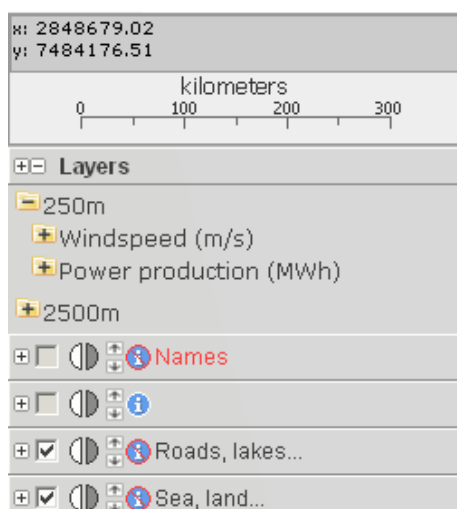 x: 2848679.02
y: 7484176.51
kilometers
0 100 200 300
Layers
250m
Windspeed (m/s)
Power production (MWh)
2500m
Names
Roads, lakes...
Sea, land...